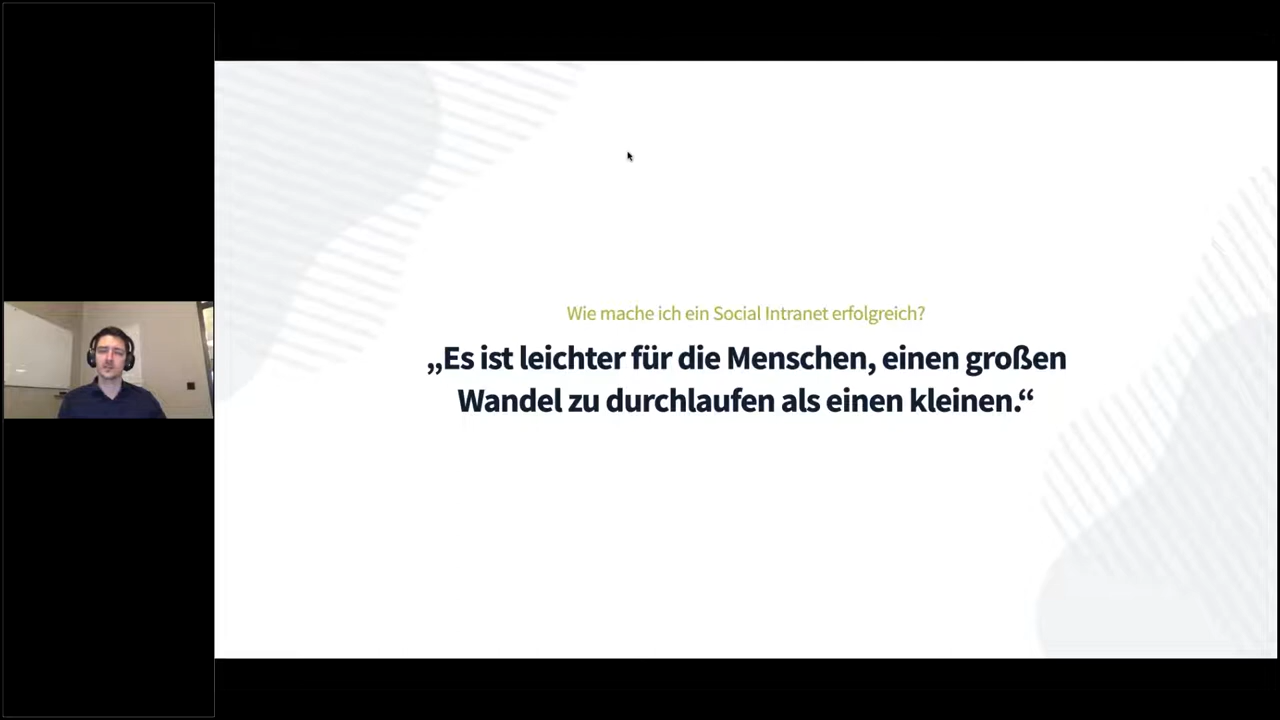 Wie mache ich ein Social Intranet erfolgreich?
„Es ist leichter für die Menschen, einen großen
Wandel zu durchlaufen als einen kleinen.“